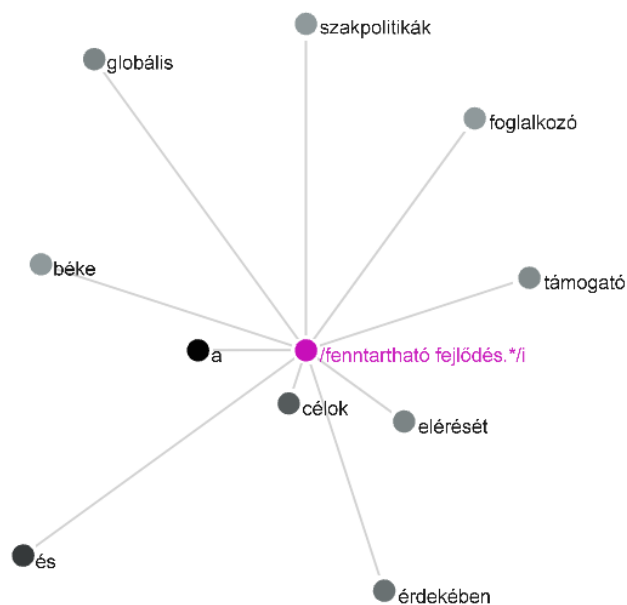 szakpolitikák
globális
foglalkozó
béke
támogató
a
/fenntartható fejlődés.*/i
célok
elérését
és
érdekében